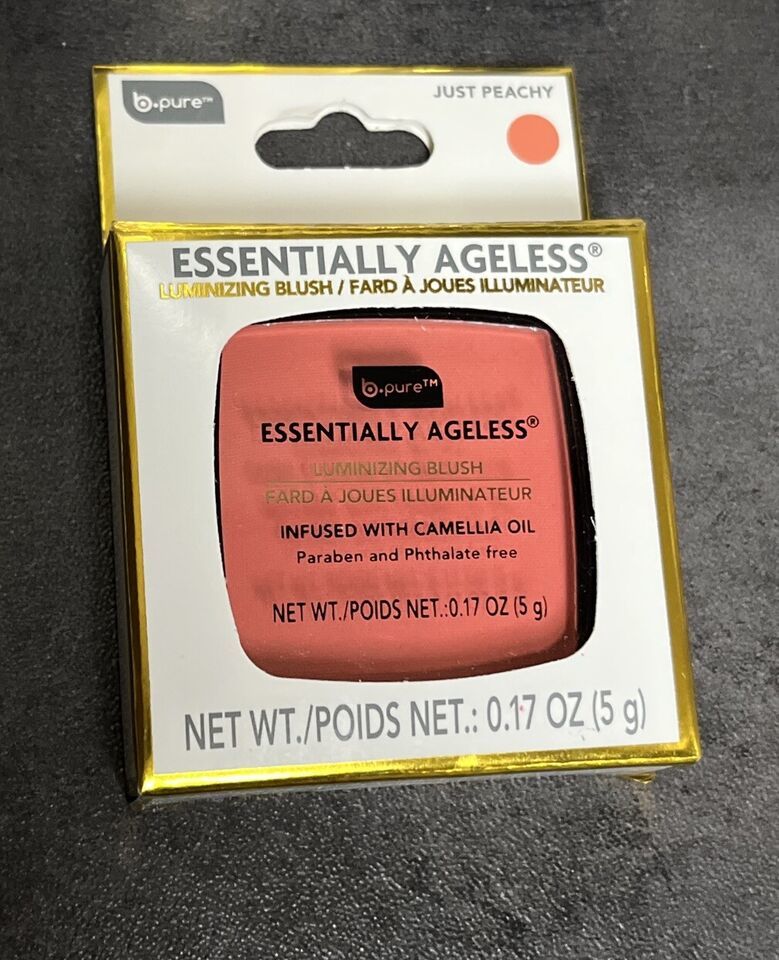 b.pure™
JUST PEACHY
ESSENTIALLY AGELESS®
LUMINIZING BLUSH / FARD À JOUES ILLUMINATEUR
b.pure™
ESSENTIALLY AGELESS®
LUMINIZING BLUSH
FARD À JOUES ILLUMINATEUR
INFUSED WITH CAMELLIA OIL
Paraben and Phthalate free
NET WT./POIDS NET.:0.17 OZ (5 g)
NET WT./POIDS NET.: 0.17 OZ (5 g)